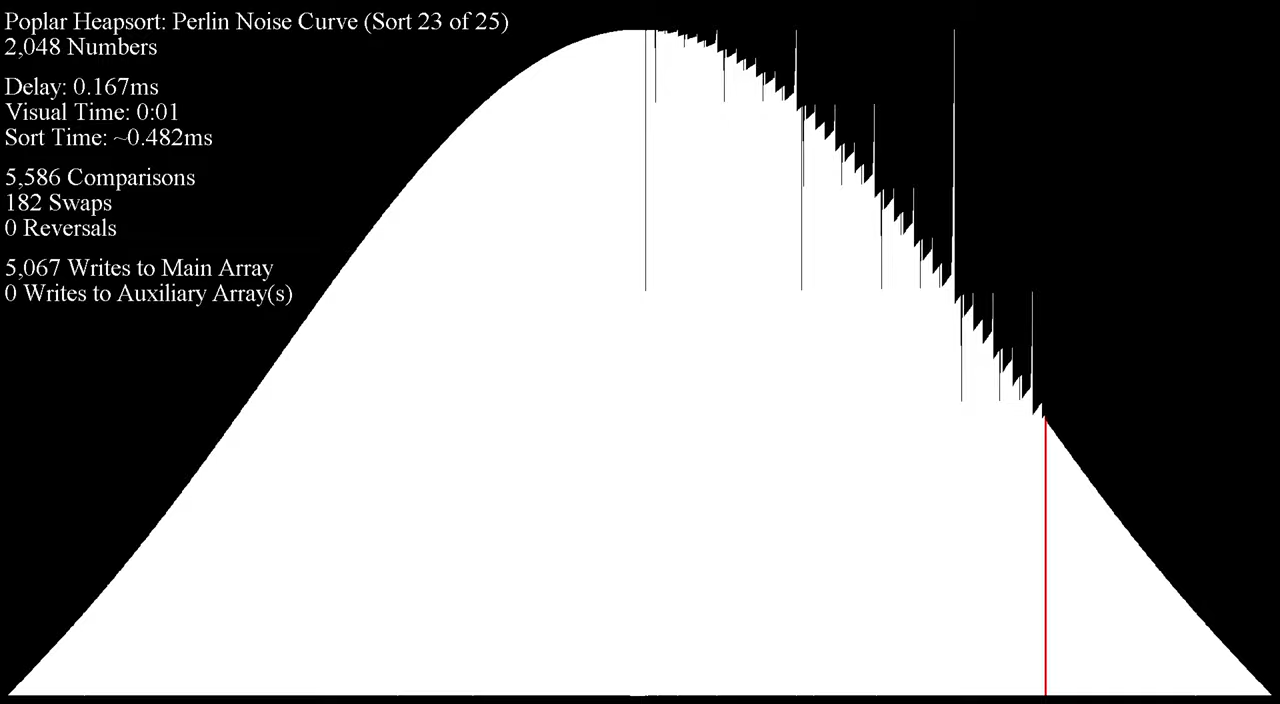 Poplar Heapsort: Perlin Noise Curve (Sort 23 of 25)
2,048 Numbers
Delay: 0.167ms
Visual Time: 0:01
Sort Time: ~0.482ms
5,586 Comparisons
182 Swaps
0 Reversals
5,067 Writes to Main Array
0 Writes to Auxiliary Array(s)